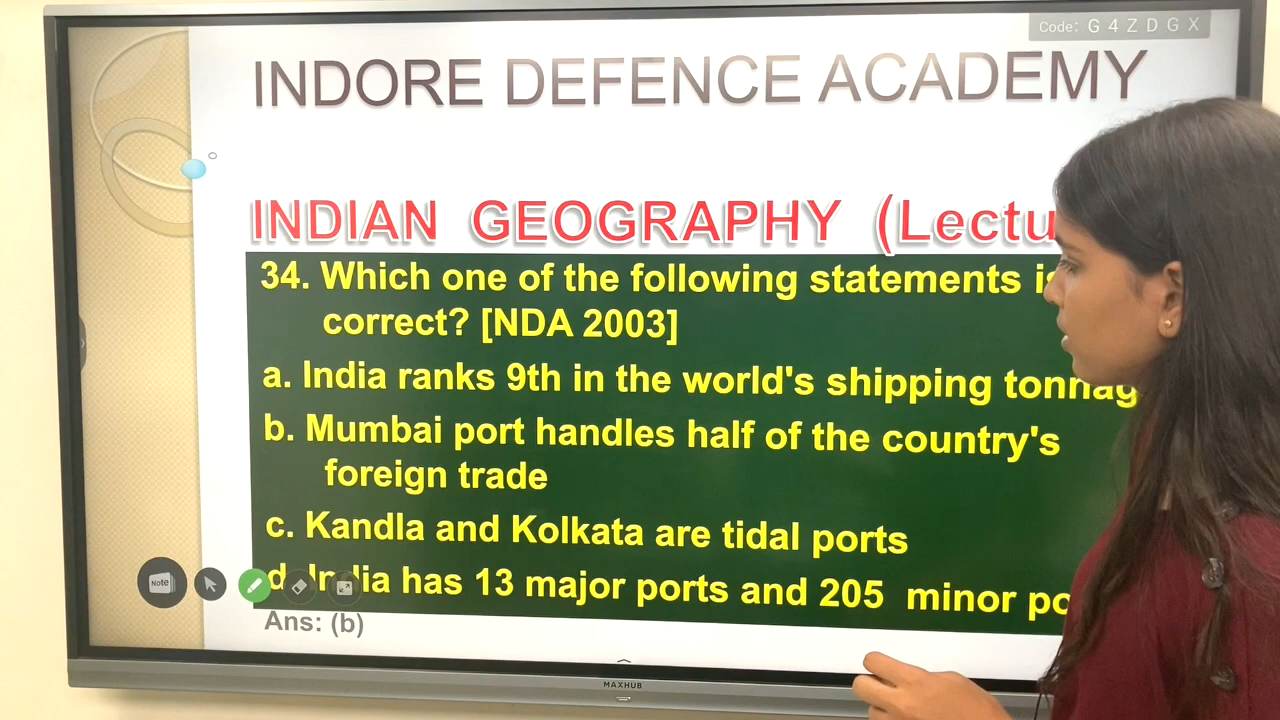 Code: G 4 Z D G X
INDORE DEFENCE ACADEMY
INDIAN GEOGRAPHY (Lectu
34. Which one of the following statements is
correct? [NDA 2003]
a. India ranks 9th in the world's shipping tonnag
b. Mumbai port handles half of the country's
foreign trade
c. Kandla and Kolkata are tidal ports
d. India has 13 major ports and 205 minor po
Note
Ans: (b)
MAXHUB